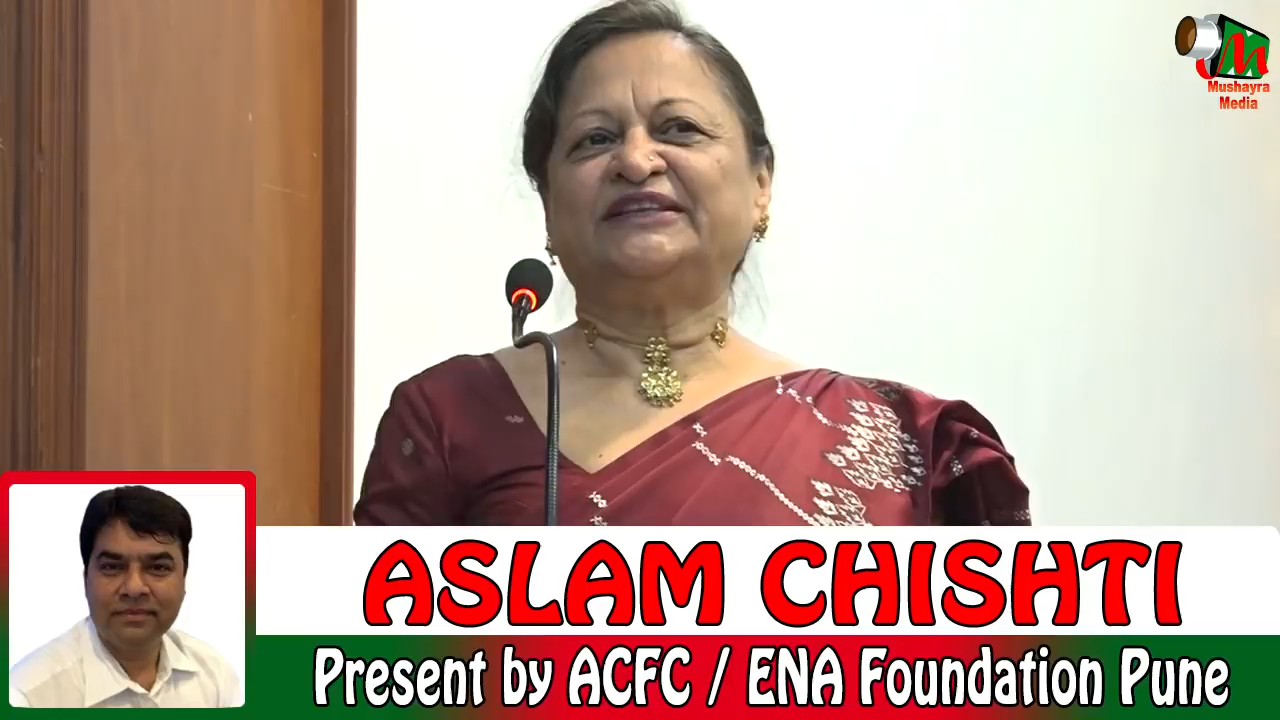 Mushayra
Media
ASLAM CHISHTI
Present by ACFC / ENA Foundation Pune